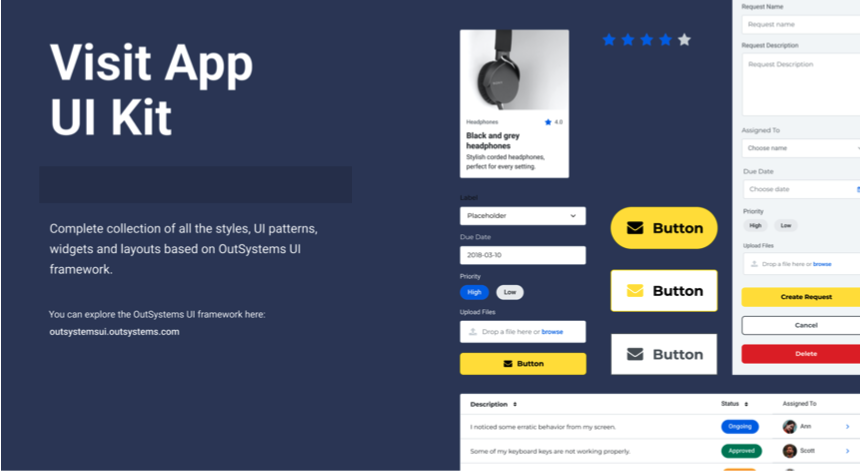 Visit App
UI Kit
Complete collection of all the styles, UI patterns,
widgets and layouts based on OutSystems UI
framework.
You can explore the OutSystems UI framework here:
outsystemsui.outsystems.com
Headphones
4.8
Black and grey
headphones
Stylish corded headphones,
perfect for every setting.
Label
Placeholder
Due Date
2018-03-10
Priority
High
Low
Upload Files
Drop a file here or browse
Button
Button
Button
Button
Request Name
Request name
Request Description
Request Description
Assigned To
Choose name
Due Date
Choose date
Priority
High
Low
Upload Files
Drop a file here or browse
Create Request
Cancel
Delete
Description
Status
Assigned To
I noticed some erratic behavior from my screen.
Ongoing
Ann
Some of my keyboard keys are not working properly.
Approved
Scott